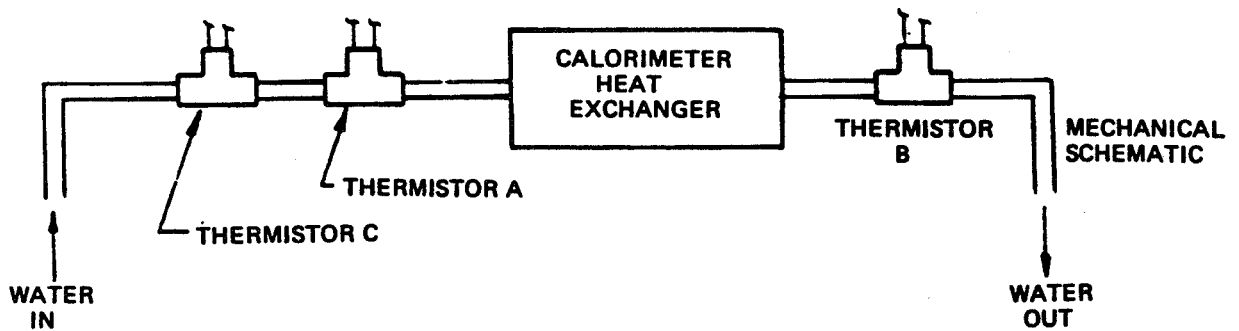 CALORIMETER
HEAT
EXCHANGER
THERMISTOR
B
MECHANICAL
SCHEMATIC
THERMISTOR A
THERMISTOR C
WATER
IN
WATER
OUT